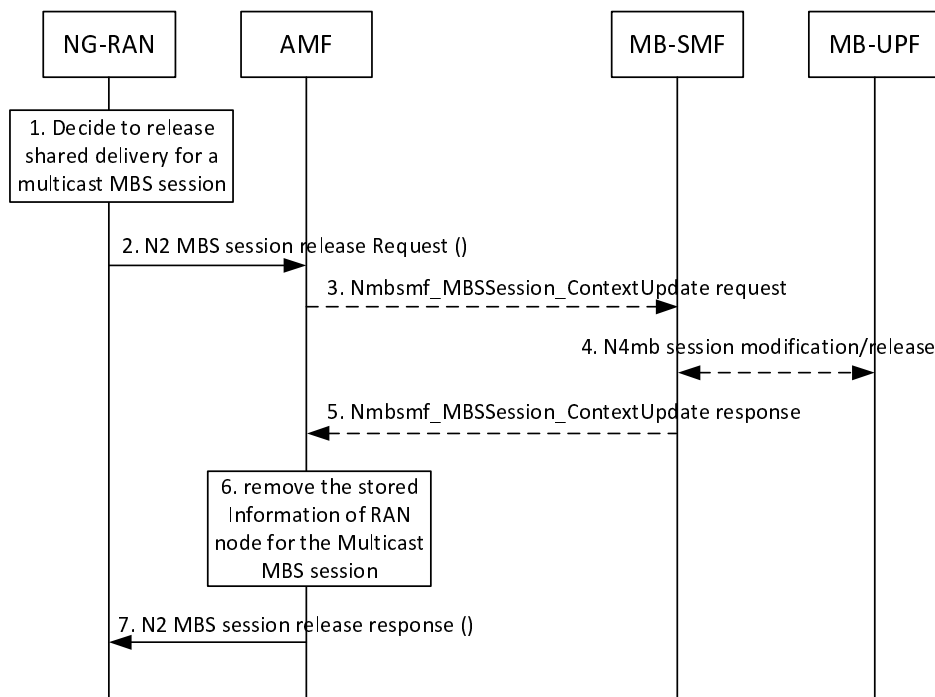 NG-RAN
AMF
MB-SMF
MB-UPF
1. Decide to release
shared delivery for a
multicast MBS session
2. N2 MBS session release Request ()
3. Nmbsmf_MBSSession_ContextUpdate request
4. N4mb session modification/release
5. Nmbsmf_MBSSession_ContextUpdate response
6. remove the stored
Information of RAN
node for the Multicast
MBS session
7. N2 MBS session release response ()